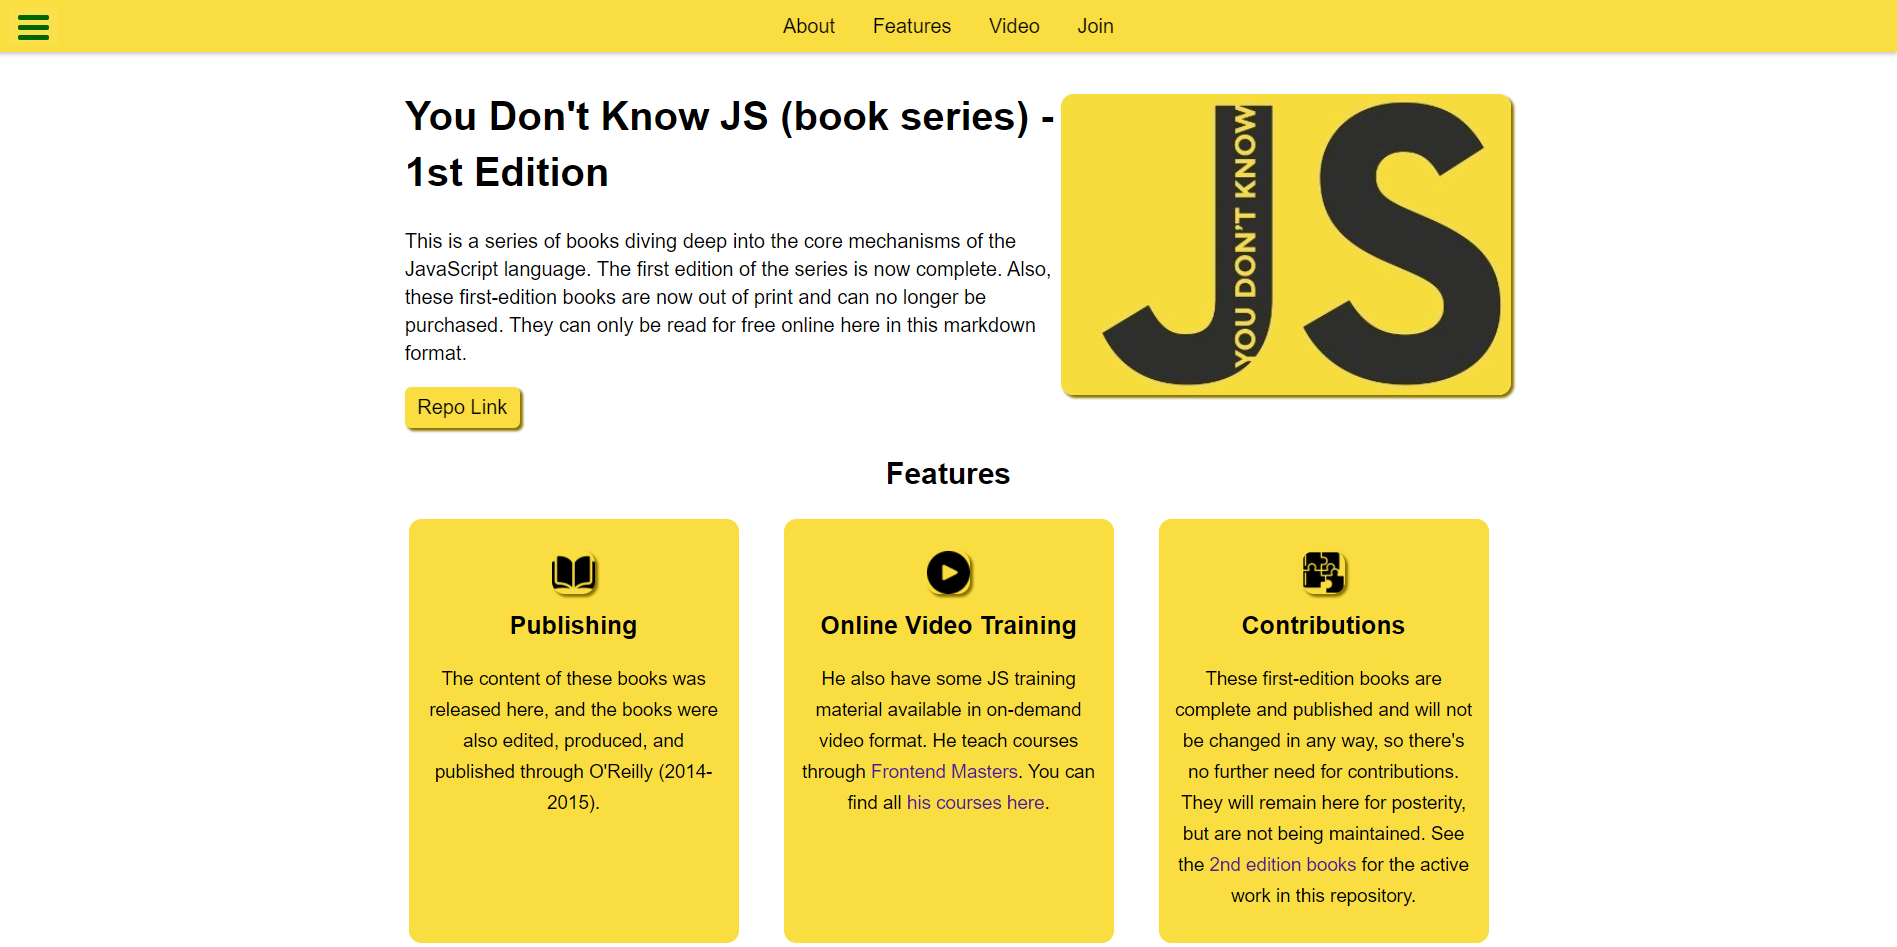 About Features Video Join
You Don't Know JS (book series) -
1st Edition
This is a series of books diving deep into the core mechanisms of the
JavaScript language. The first edition of the series is now complete. Also,
these first-edition books are now out of print and can no longer be
purchased. They can only be read for free online here in this markdown
format.
Repo Link
JS
YOU DON'T KNOW
Features
Publishing
The content of these books was
released here, and the books were
also edited, produced, and
published through O'Reilly (2014-
2015).
Online Video Training
He also have some JS training
material available in on-demand
video format. He teach courses
through Frontend Masters. You can
find all his courses here.
Contributions
These first-edition books are
complete and published and will not
be changed in any way, so there's
no further need for contributions.
They will remain here for posterity,
but are not being maintained. See
the 2nd edition books for the active
work in this repository.